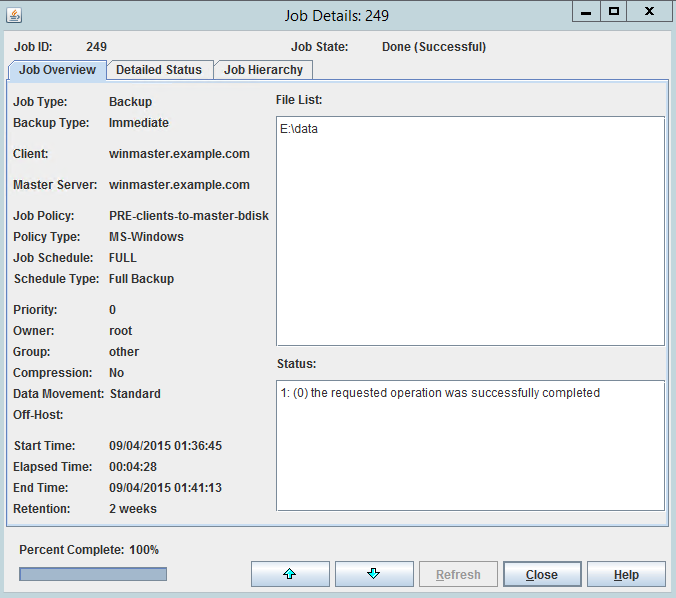 Job Details: 249
Job ID: 249 Job State: Done (Successful)
Job Overview Detailed Status Job Hierarchy
Job Type: Backup
Backup Type: Immediate
Client: winmaster.example.com
Master Server: winmaster.example.com
Job Policy: PRE-clients-to-master-bdisk
Policy Type: MS-Windows
Job Schedule: FULL
Schedule Type: Full Backup
Priority: 0
Owner: root
Group: other
Compression: No
Data Movement: Standard
Off-Host:
Start Time: 09/04/2015 01:36:45
Elapsed Time: 00:04:28
End Time: 09/04/2015 01:41:13
Retention: 2 weeks
File List:
E:\data
Status:
1: (0) the requested operation was successfully completed
Percent Complete: 100%
Refresh Close Help